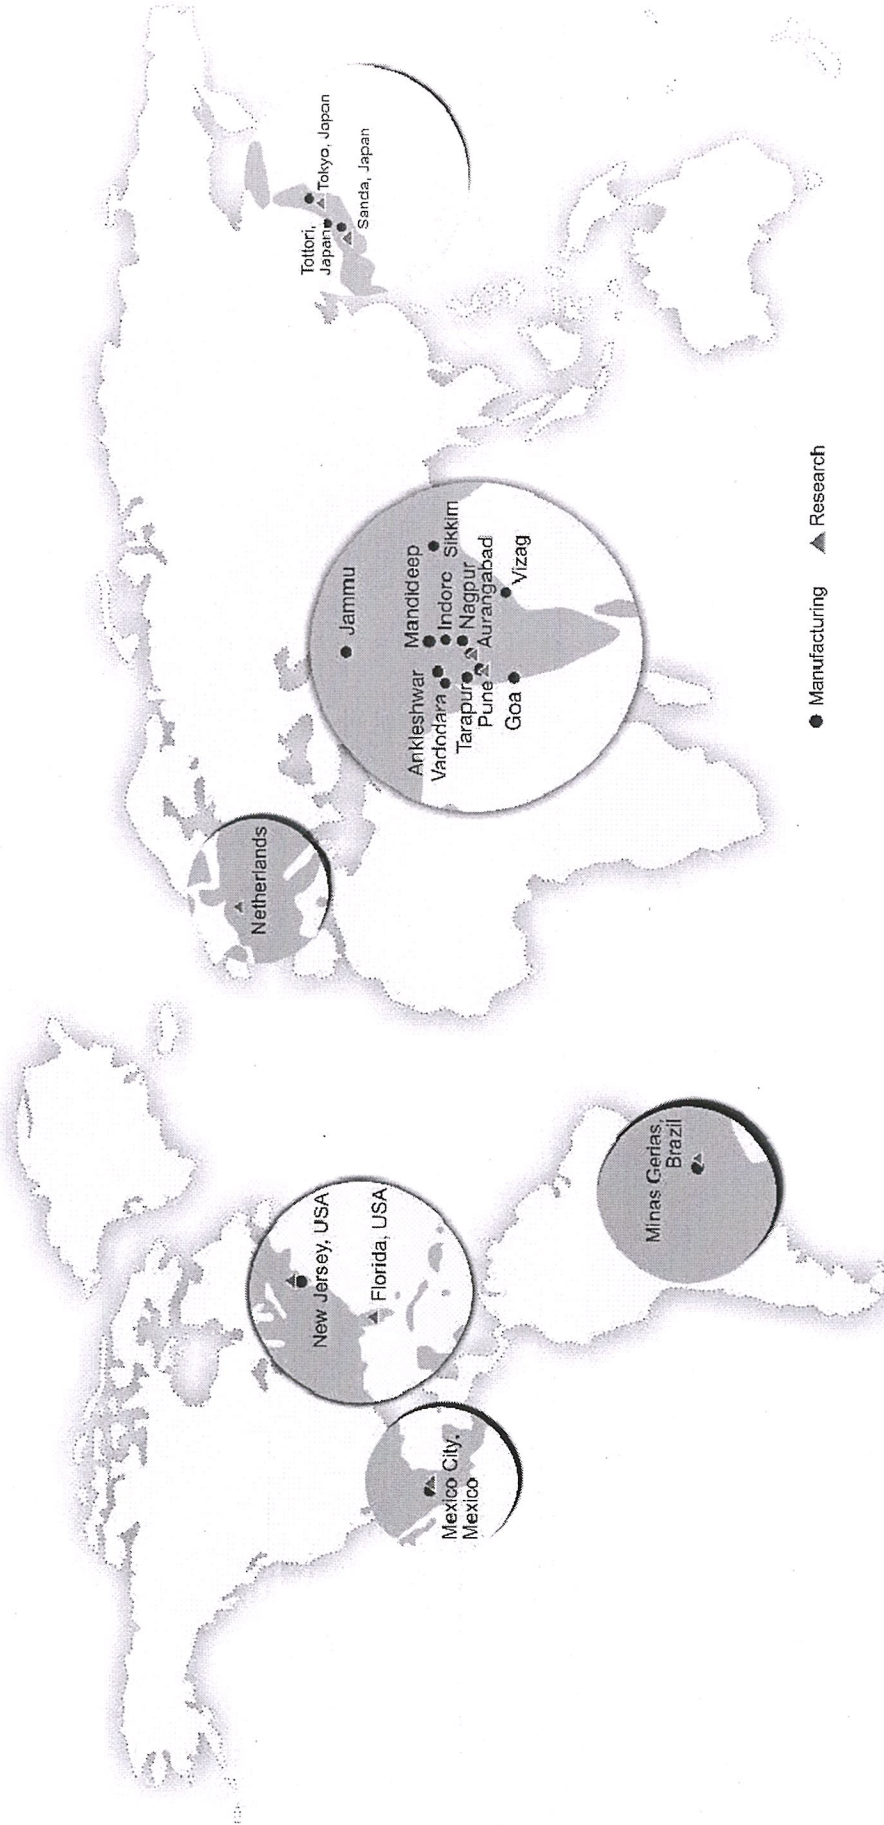 Mexico City,
Mexico
New Jersey, USA
Florida, USA
Minas Gerias,
Brazil
Netherlands
Jammu
Ankleshwar
Mandideep
Vadodara
Indore
Sikkim
Tarapur
Nagpur
Pune
Aurangabad
Goa
Vizag
Tottori,
Japan
Tokyo, Japan
Sanda, Japan
Manufacturing
Research